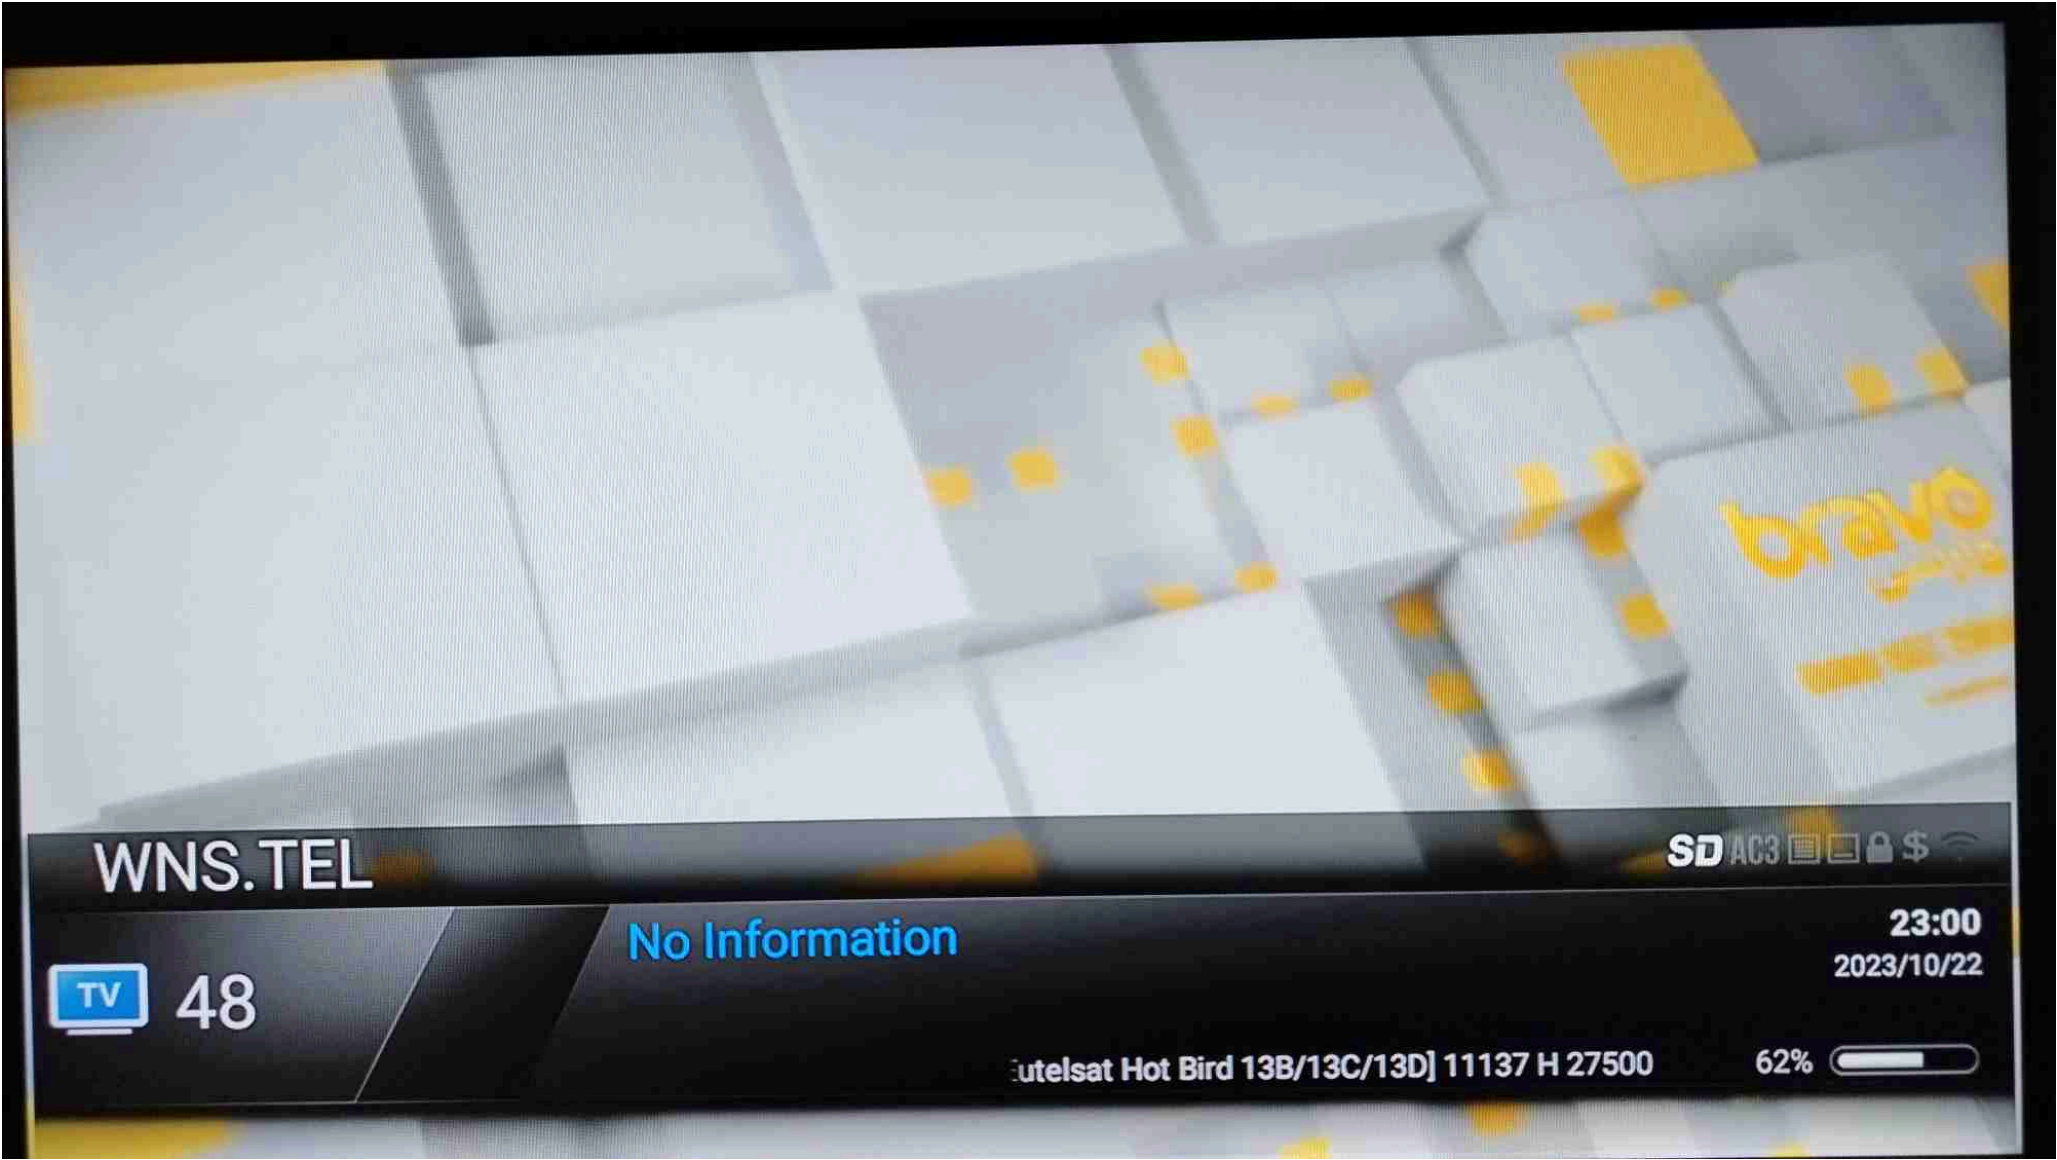 bravo
WNS.TEL
SD AC3 $
No Information
23:00
2023/10/22
TV 48
utelsat Hot Bird 13B/13C/13D] 11137 H 27500
62%